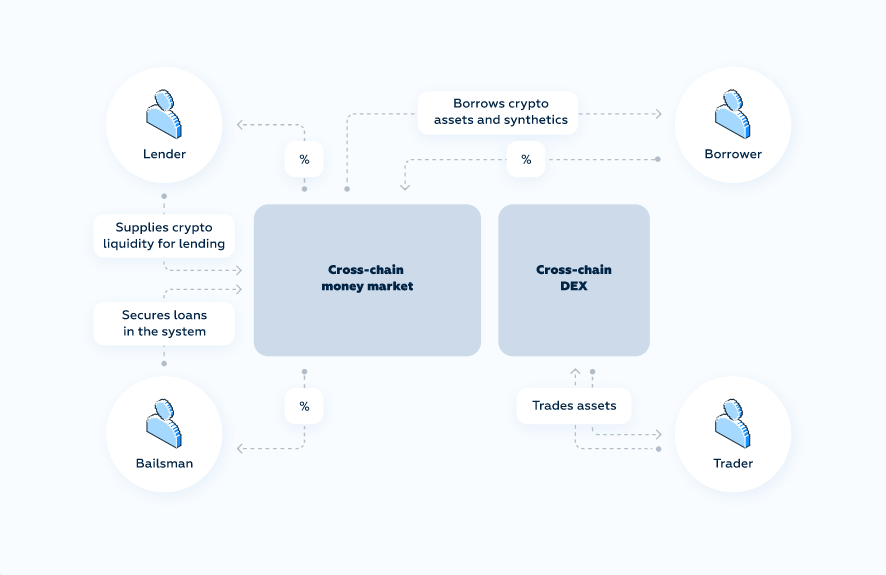 Lender
Borrows crypto
assets and synthetics
Borrower
%
%
Supplies crypto
liquidity for lending
Cross-chain
money market
Cross-chain
DEX
Secures loans
in the system
%
Trades assets
Bailsman
Trader